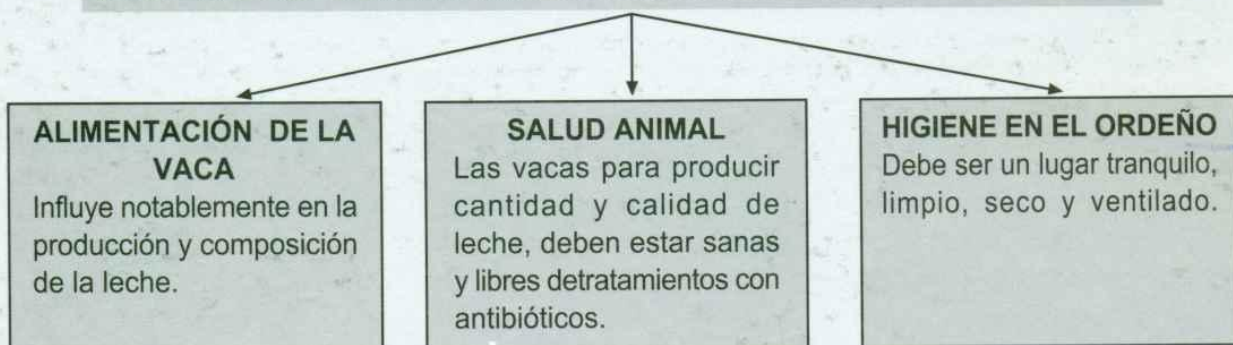 ALIMENTACIÓN DE LA
VACA
Influye notablemente en la
producción y composición
de la leche.
SALUD ANIMAL
Las vacas para producir
cantidad y calidad de
leche, deben estar sanas
y libres detratamientos con
antibióticos.
HIGIENE EN EL ORDEÑO
Debe ser un lugar tranquilo,
limpio, seco y ventilado.